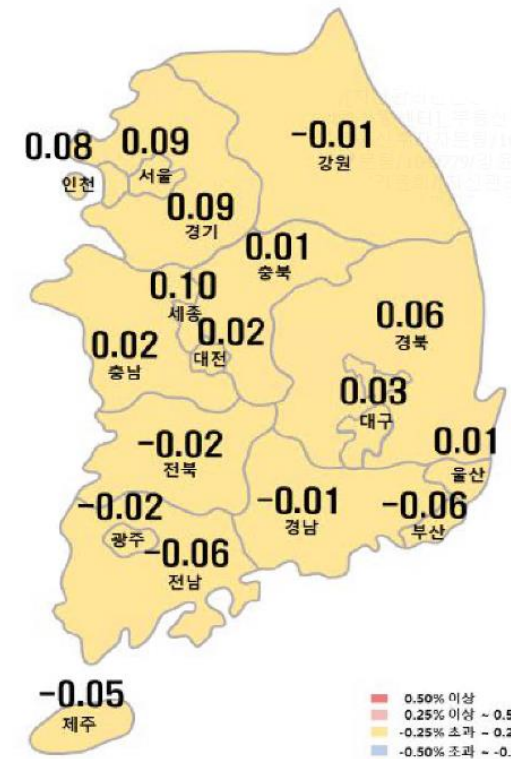 -0.01
강원
0.08
인천
0.09
서울
0.09
경기
0.01
충북
0.10
세종
0.02
대전
0.02
충남
0.06
경북
0.03
대구
0.01
울산
-0.02
전북
-0.01
경남
-0.06
부산
-0.02
광주
-0.06
전남
-0.05
제주
0.50% 이상
0.25% 이상 ~ 0.5
-0.25% 초과 ~ 0.2
-0.50% 초과 ~ -0.